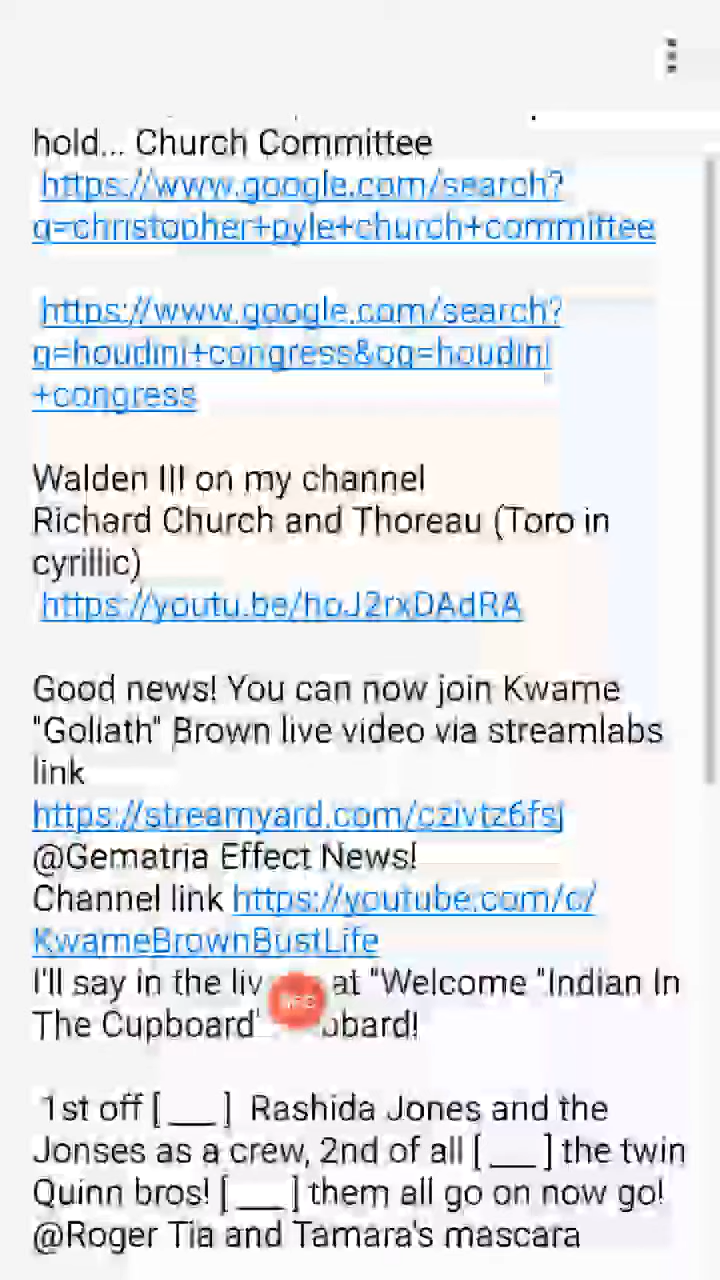 hold... Church Committee
https://www.google.com/search?
q=christopher+pyle+church+committee
https://www.google.com/search?
q=houdini+congress&oq=houdini
+congress
Walden III on my channel
Richard Church and Thoreau (Toro in
cyrillic)
https://youtu.be/hoJ2rxDAdRA
Good news! You can now join Kwame
"Goliath" Brown live video via streamlabs
link
https://streamyard.com/czivtz6fsj
@Gematria Effect News!
Channel link https://youtube.com/c/
KwameBrownBustLife
I'll say in the liv at "Welcome "Indian In
The Cupboard' bbard!
1st off [ ___ ] Rashida Jones and the
Jonses as a crew, 2nd of all [ ___ ] the twin
Quinn bros! [ ___ ] them all go on now go!
@Roger Tia and Tamara's mascara